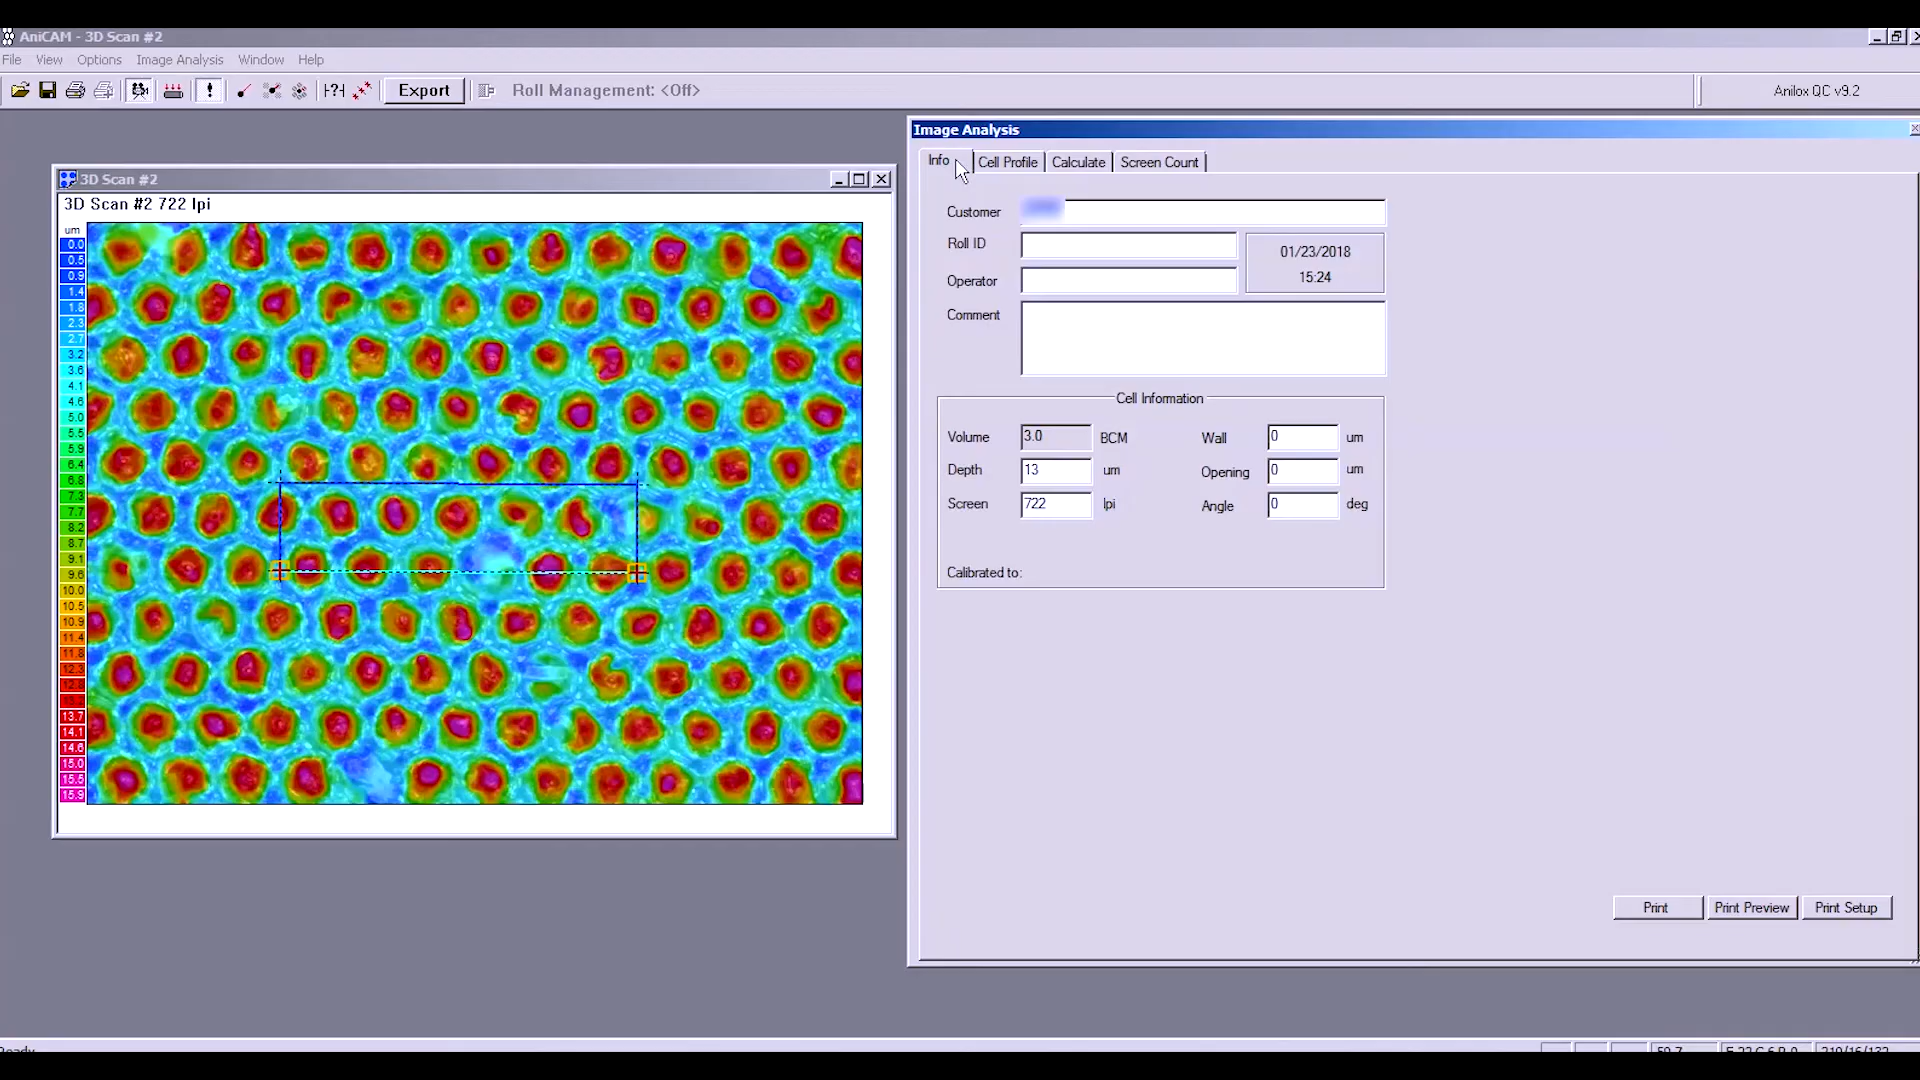 AniCAM - 3D Scan #2
File View Options Image Analysis Window Help
Export Roll Management: <Off> Anilox QC v9.2
Image Analysis
Info Cell Profile Calculate Screen Count
3D Scan #2
3D Scan #2 722 lpi
um
0.0
0.5
0.9
1.4
1.8
2.3
2.7
3.2
3.6
4.1
4.6
5.0
5.5
5.9
6.4
6.8
7.3
7.7
8.2
8.7
9.1
9.6
10.0
10.5
10.9
11.4
11.8
12.3
12.8
13.7
14.1
14.6
15.0
15.5
15.9
Customer
Roll ID
01/23/2018
15:24
Operator
Comment
Cell Information
Volume 3.0 BCM Wall 0 um
Depth 13 um Opening 0 um
Screen 722 lpi Angle 0 deg
Calibrated to:
Print Print Preview Print Setup